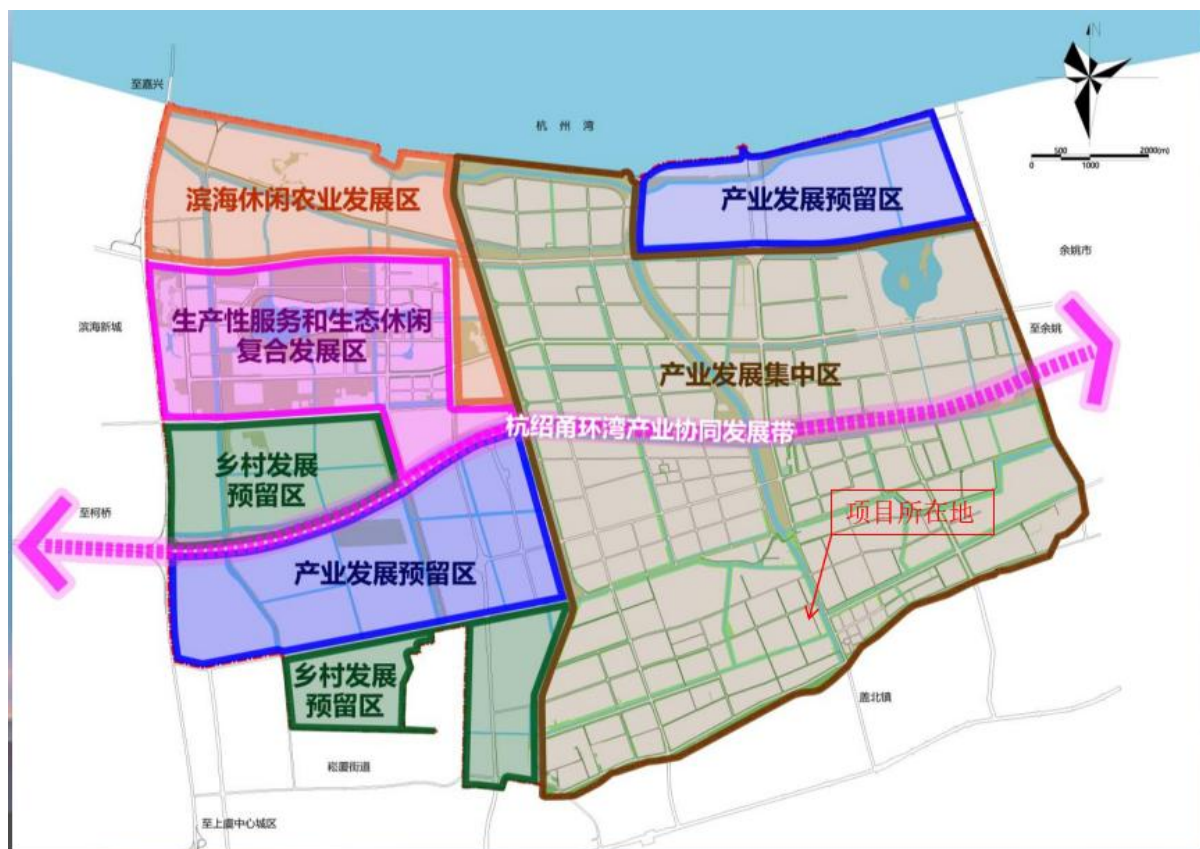 N
至嘉兴
杭州湾
500 2000(m)
0 1000
滨海休闲农业发展区
产业发展预留区
余姚市
滨海新城
生产性服务和生态休闲
复合发展区
至余姚
产业发展集中区
杭绍甬环湾产业协同发展带
乡村发展
预留区
至柯桥
项目所在地
产业发展预留区
乡村发展
预留区
盖北镇
崧厦街道
至上虞中心城区